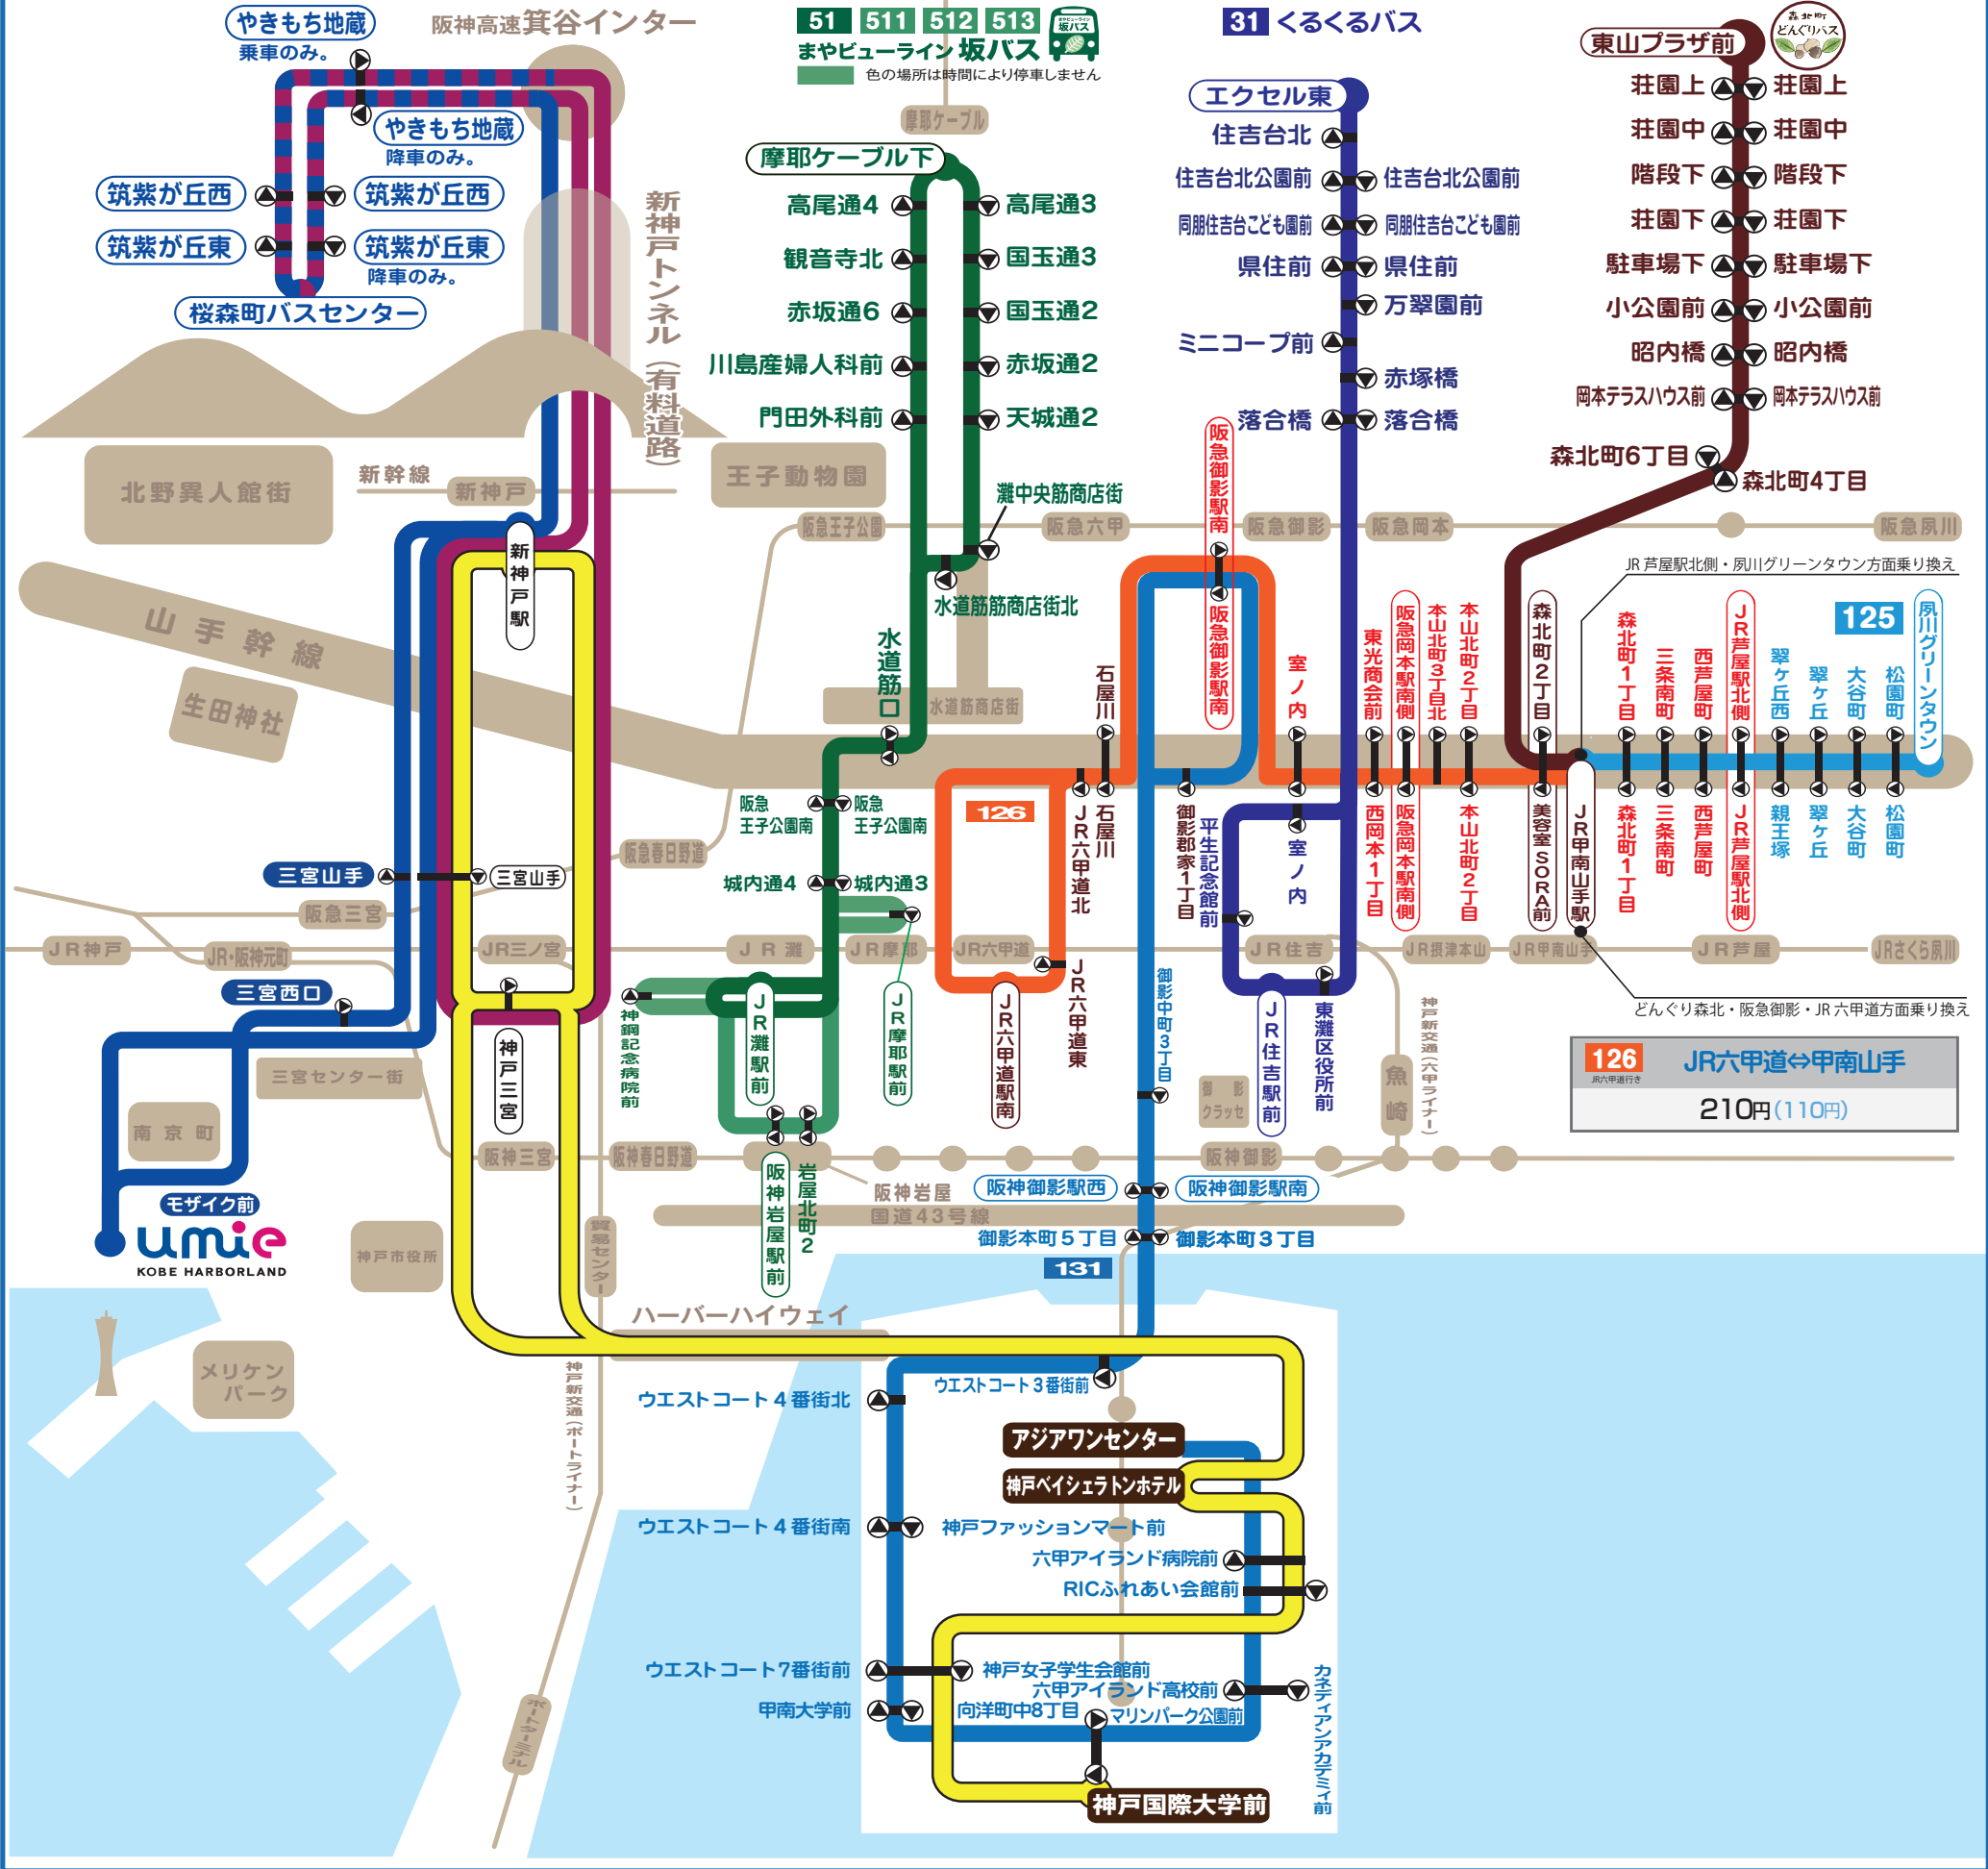 やきもち地蔵
乗車のみ。
阪神高速箕谷インター
51 511 512 513
まやビューライン 坂バス
色の場所は時間により停車しません
まやビューライン
坂バス
31 くるくるバス
東山プラザ前
森北町
どんぐりバス
やきもち地蔵
降車のみ。
筑紫が丘西
筑紫が丘西
筑紫が丘東
筑紫が丘東
降車のみ。
桜森町バスセンター
新神戸トンネル(有料道路)
摩耶ケーブル
摩耶ケーブル下
高尾通4
高尾通3
観音寺北
国玉通3
赤坂通6
国玉通2
川島産婦人科前
赤坂通2
門田外科前
天城通2
灘中央筋商店街
水道筋筋商店街北
水道筋口
エクセル東
住吉台北
住吉台北公園前
住吉台北公園前
同朋住吉台こども園前
同朋住吉台こども園前
県住前
県住前
万翠園前
ミニコープ前
赤塚橋
落合橋
落合橋
荘園上
荘園上
荘園中
荘園中
階段下
階段下
荘園下
荘園下
駐車場下
駐車場下
小公園前
小公園前
昭内橋
昭内橋
岡本テラスハウス前
岡本テラスハウス前
森北町6丁目
森北町4丁目
北野異人館街
新幹線
新神戸
王子動物園
阪急王子公園
阪急六甲
阪急御影
阪急岡本
阪急夙川
新神戸駅
山手幹線
生田神社
水道筋商店街
阪急御影駅南
阪急御影駅南
JR芦屋駅北側・夙川グリーンタウン方面乗り換え
125
夙川グリーンタウン
石屋川
室ノ内
東光商会前
阪急岡本駅南側
本山北町3丁目北
本山北町2丁目
森北町2丁目
森北町1丁目
三条南町
西芦屋町
JR芦屋駅北側
翠ケ丘西
翠ケ丘
大谷町
松園町
126
JR六甲道北
石屋川
御影郡家1丁目
平生記念館前
室ノ内
西岡本1丁目
阪急岡本駅南側
本山北町2丁目
美容室SORA前
JR甲南山手駅
森北町1丁目
三条南町
西芦屋町
JR芦屋駅北側
親王塚
翠ケ丘
大谷町
松園町
阪急
王子公園南
阪急
王子公園南
阪急春日野道
三宮山手
三宮山手
城内通4
城内通3
阪急三宮
JR神戸
JR・阪神元町
JR三ノ宮
JR灘
JR摩耶
JR六甲道
JR住吉
JR摂津本山
JR甲南山手
JR芦屋
JRさくら夙川
三宮西口
神戸三宮
神鋼記念病院前
JR灘駅前
JR摩耶駅前
JR六甲道駅南
JR六甲道東
御影中町3丁目
JR住吉駅前
東灘区役所前
神戸新交通(六甲ライナー)
どんぐり森北・阪急御影・JR六甲道方面乗り換え
126
JR六甲道行き
JR六甲道⇔甲南山手
210円(110円)
三宮センター街
南京町
御影
クラッセ
魚崎
阪神三宮
阪神春日野道
阪神御影
阪神岩屋駅前
岩屋北町2
阪神岩屋
国道43号線
阪神御影駅西
阪神御影駅南
御影本町5丁目
御影本町3丁目
131
モザイク前
umie
KOBE HARBORLAND
神戸市役所
貿易センター
ハーバーハイウェイ
メリケン
パーク
神戸新交通(ポートライナー)
ポートターミナル
ウエストコート3番街前
ウエストコート4番街北
アジアワンセンター
神戸ベイシェラトンホテル
ウエストコート4番街南
神戸ファッションマート前
六甲アイランド病院前
RICふれあい会館前
ウエストコート7番街前
神戸女子学生会館前
六甲アイランド高校前
カネディアンアカデミィ前
甲南大学前
向洋町中8丁目
マリンパーク公園前
神戸国際大学前